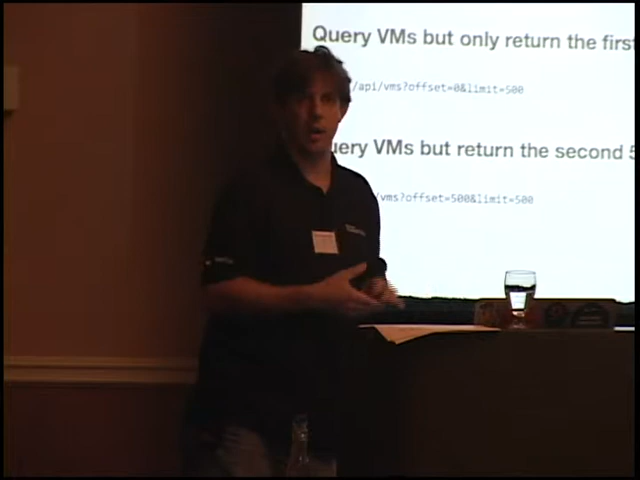 Query VMs but only return the first
/api/vms?offset=0&limit=500
uery VMs but return the second 5
/vms?offset=500&limit=500